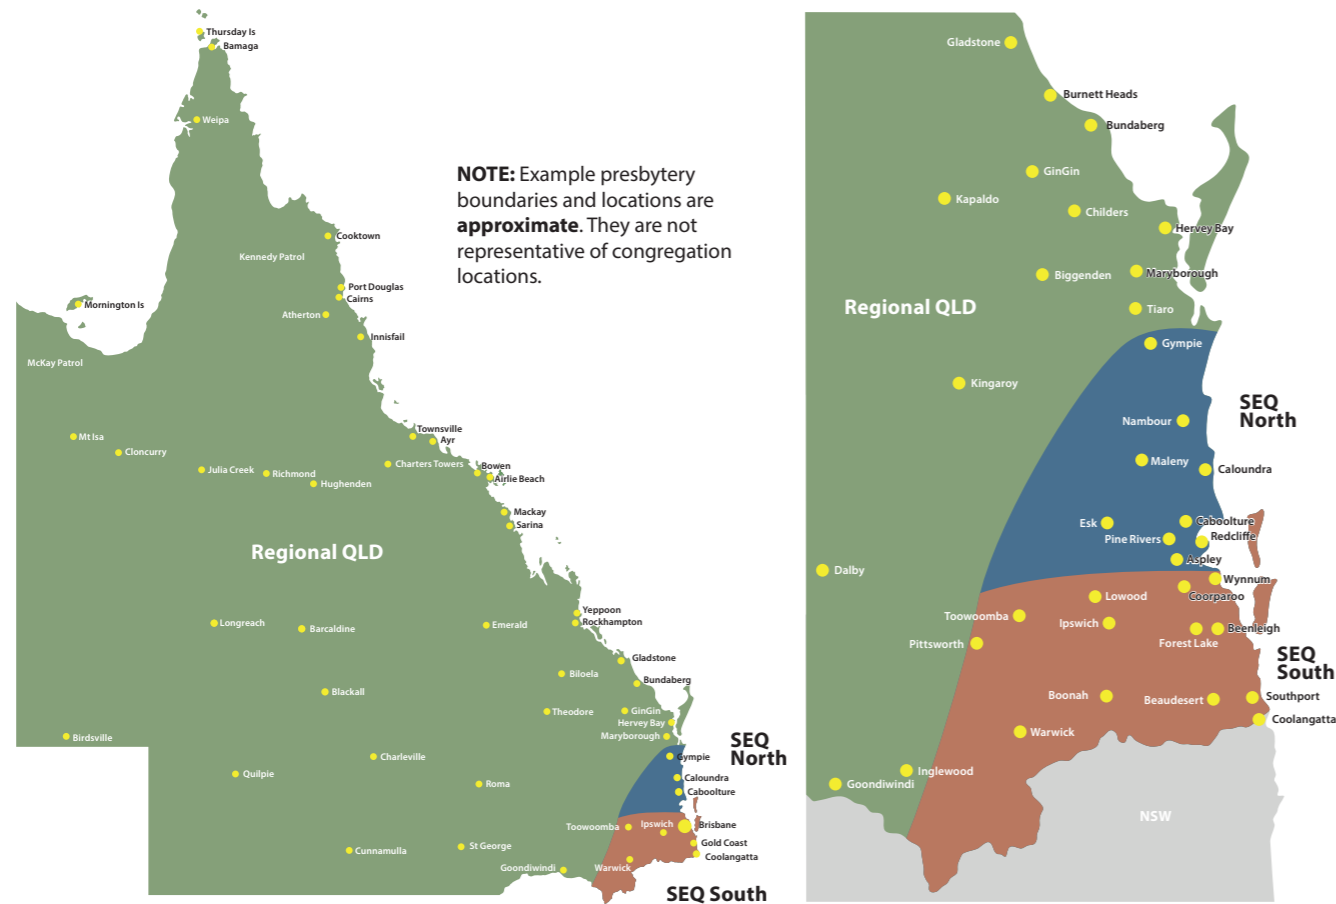 Thursday Is
Bamaga
Weipa
NOTE: Example presbytery
boundaries and locations are
approximate. They are not
representative of congregation
locations.
Cooktown
Kennedy Patrol
Port Douglas
Cairns
Mornington Is
Atherton
Innisfail
McKay Patrol
Townsville
Mt Isa
Ayr
Cloncurry
Charters Towers
Bowen
Julia Creek
Richmond
Airlie Beach
Hughenden
Mackay
Sarina
Regional QLD
Yeppoon
Longreach
Rockhampton
Barcaldine
Emerald
Gladstone
Biloela
Bundaberg
Blackall
Theodore
GinGin
Hervey Bay
Birdsville
Maryborough
SEQ
North
Charleville
Gympie
Quilpie
Caloundra
Roma
Caboolture
Toowoomba
Ipswich
Brisbane
St George
Gold Coast
Cunnamulla
Coolangatta
Goondiwindi
Warwick
SEQ South
Gladstone
Burnett Heads
Bundaberg
GinGin
Kapaldo
Childers
Hervey Bay
Biggenden
Maryborough
Regional QLD
Tiaro
Gympie
Kingaroy
SEQ
North
Nambour
Maleny
Caloundra
Esk
Caboolture
Pine Rivers
Redcliffe
Aspley
Dalby
Wynnum
Lowood
Coorparoo
Toowoomba
Ipswich
Beenleigh
Pittsworth
Forest Lake
SEQ
South
Boonah
Beaudesert
Southport
Coolangatta
Warwick
Inglewood
Goondiwindi
NSW